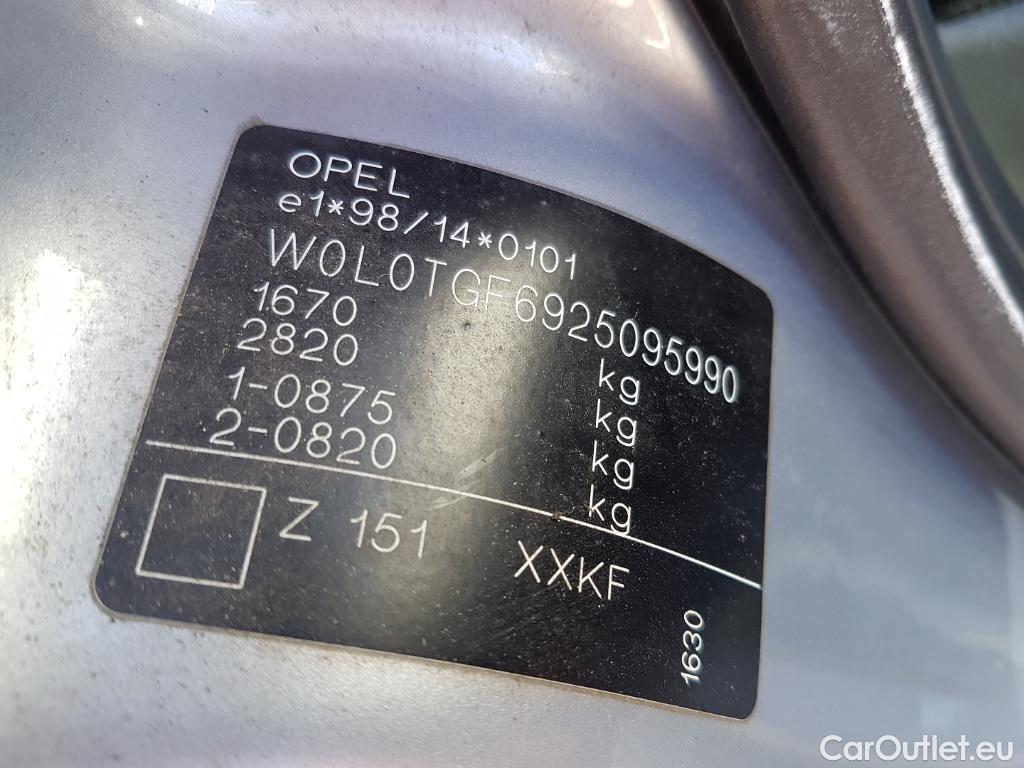 OPEL
e1*98/14*0101
W0L0TGF6925095990
1670 kg
2820 kg
1-0875 kg
2-0820 kg
Z 151 XXKF
1630
CarOutlet.eu